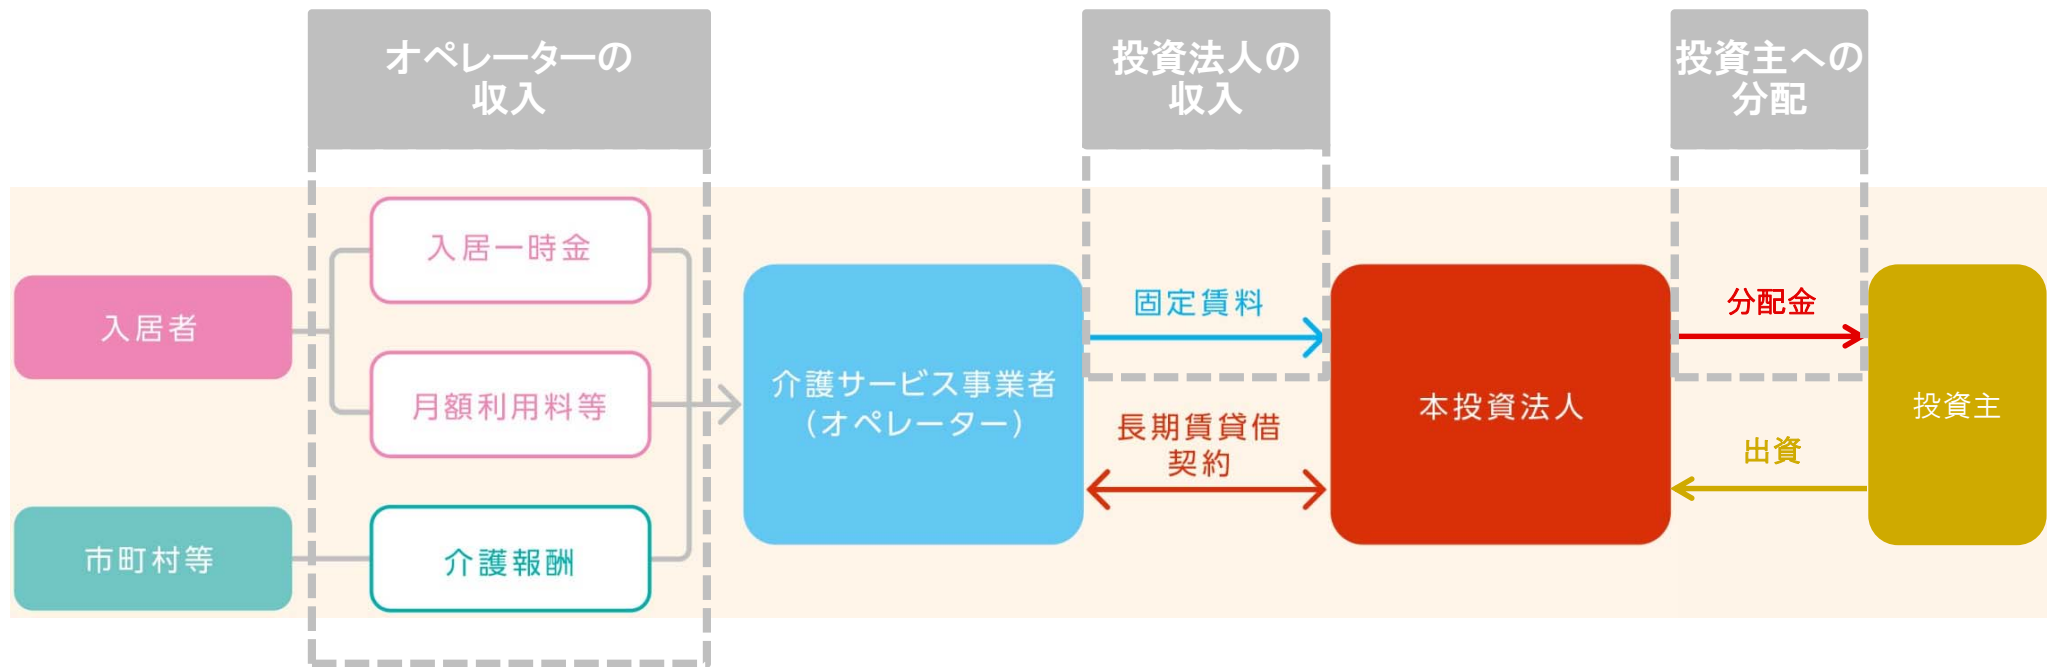 オペレーターの
収入
投資法人の
収入
投資主への
分配
入居者
入居一時金
月額利用料等
市町村等
介護報酬
介護サービス事業者
（オペレーター）
固定賃料
長期賃貸借
契約
本投資法人
分配金
出資
投資主